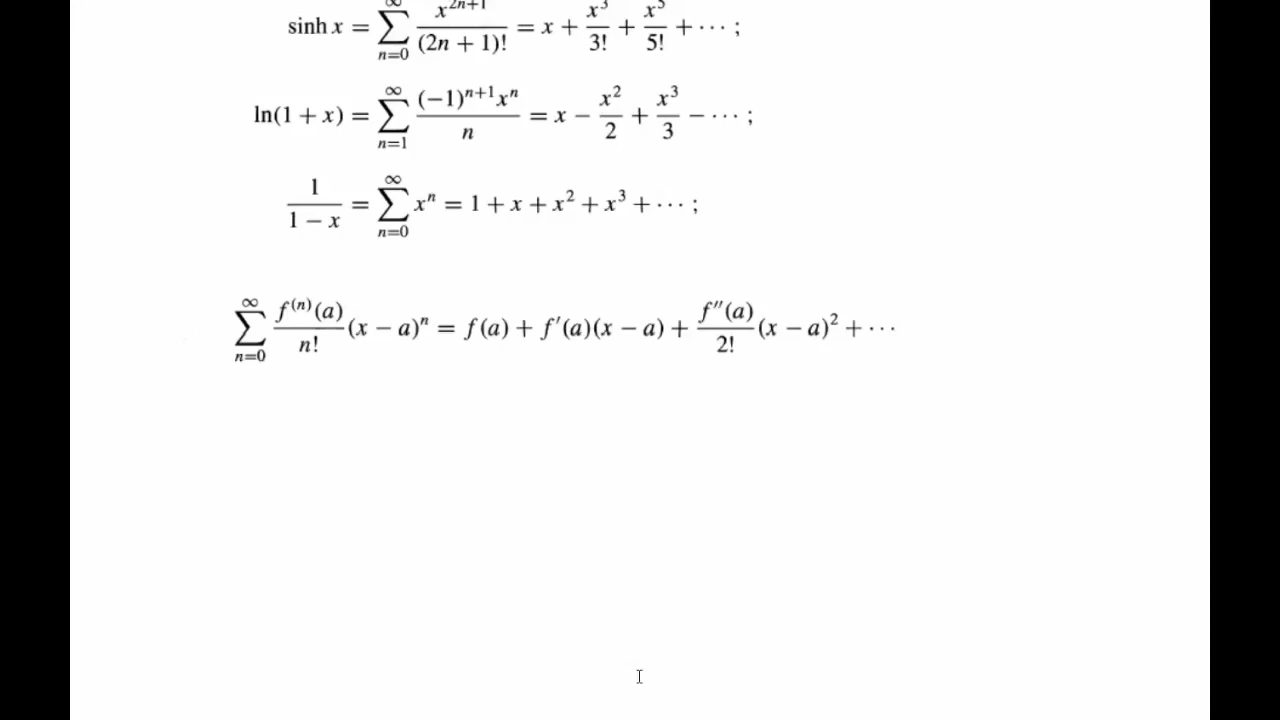 sinh x = ∑_{n=0}^{∞} x^{2n+1}/(2n + 1)! = x + x^3/3! + x^5/5! + ··· ;
ln(1 + x) = ∑_{n=1}^{∞} (−1)^{n+1}x^n/n = x − x^2/2 + x^3/3 − ··· ;
1/(1 − x) = ∑_{n=0}^{∞} x^n = 1 + x + x^2 + x^3 + ··· ;
∑_{n=0}^{∞} f^{(n)}(a)/n! (x − a)^n = f(a) + f′(a)(x − a) + f″(a)/2! (x − a)^2 + ···